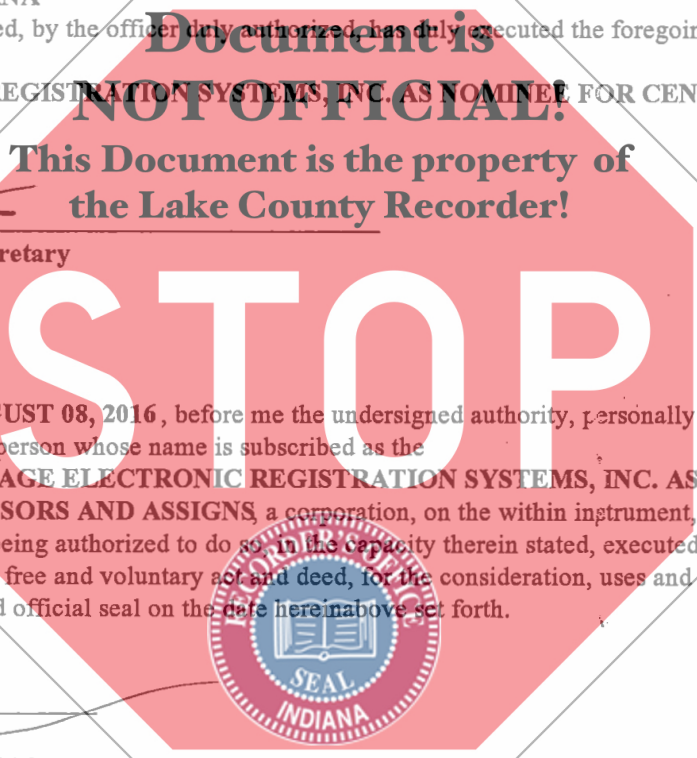 ed, by the officer duly authorized, has duly executed the foregoin
Document is
REGISTRATION SYSTEMS, INC. AS NOMINEE FOR CEN
NOT OFFICIAL!
This Document is the property of
the Lake County Recorder!
retary
STOP
UST 08, 2016, before me the undersigned authority, personally
person whose name is subscribed as the
AGE ELECTRONIC REGISTRATION SYSTEMS, INC. AS
SORS AND ASSIGNS, a corporation, on the within instrument,
eing authorized to do so, in the capacity therein stated, executed
free and voluntary act and deed, for the consideration, uses and
d official seal on the date hereinabove set forth.
RECORDER'S OFFICE
SEAL
INDIANA